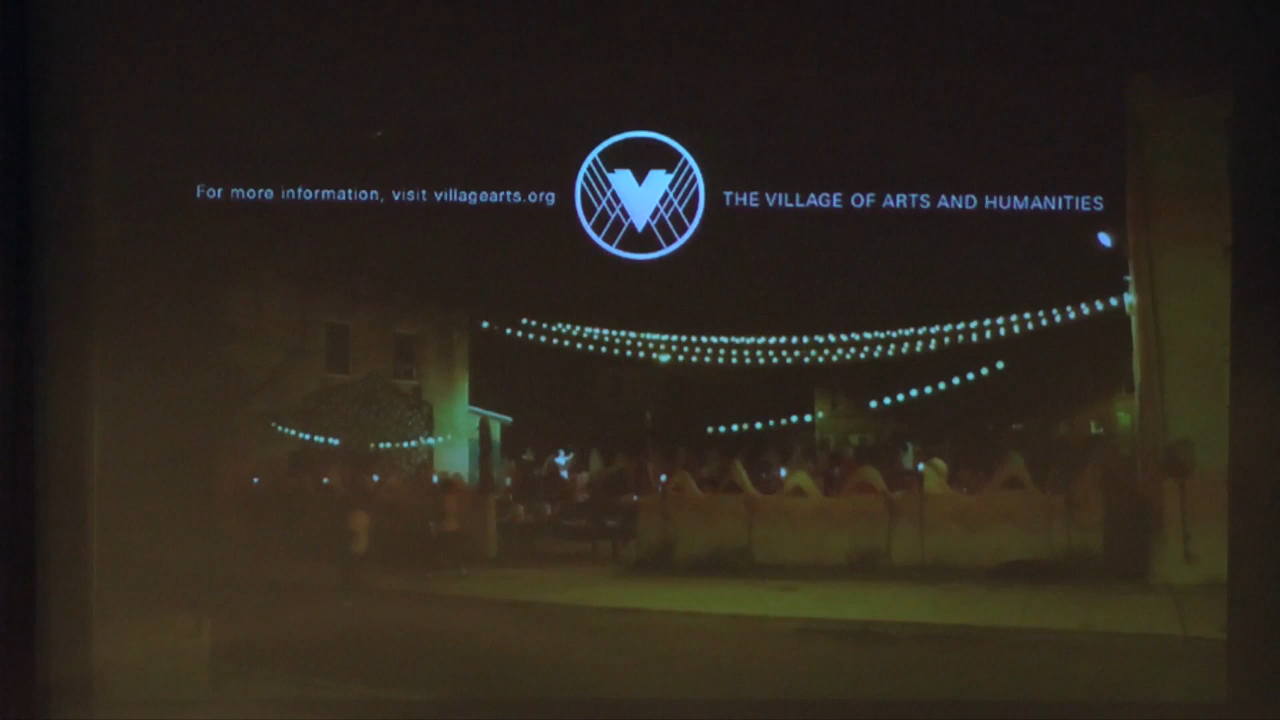 For more information, visit villagearts.org
V
THE VILLAGE OF ARTS AND HUMANITIES